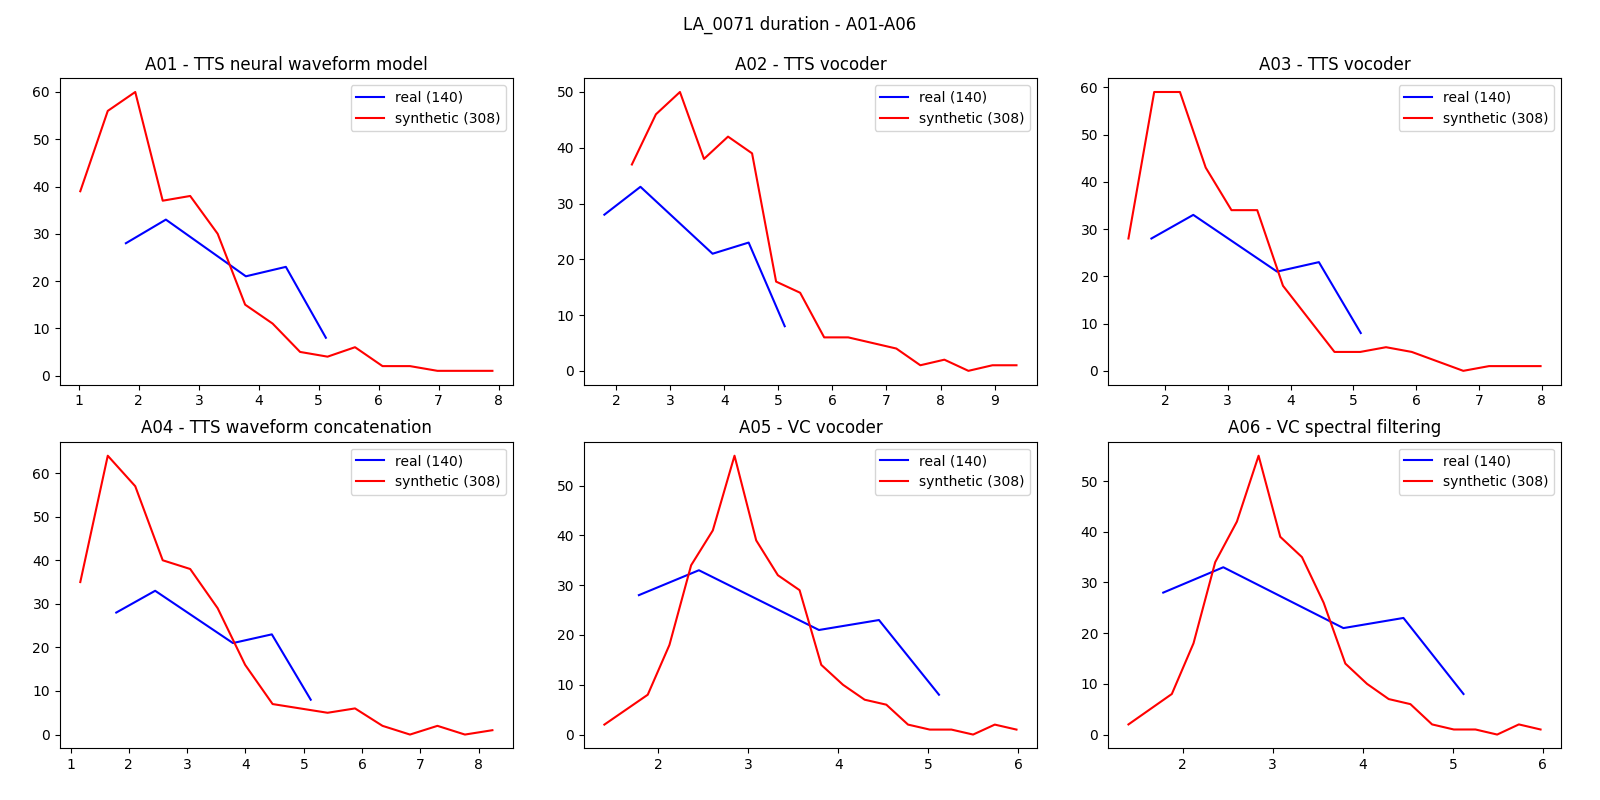 LA_0071 duration - A01-A06
A01 - TTS neural waveform model
60
50
40
30
20
10
0
real (140)
synthetic (308)
1 2 3 4 5 6 7 8
A02 - TTS vocoder
50
40
30
20
10
0
real (140)
synthetic (308)
2 3 4 5 6 7 8 9
A03 - TTS vocoder
60
50
40
30
20
10
0
real (140)
synthetic (308)
2 3 4 5 6 7 8
A04 - TTS waveform concatenation
60
50
40
30
20
10
0
real (140)
synthetic (308)
1 2 3 4 5 6 7 8
A05 - VC vocoder
50
40
30
20
10
0
real (140)
synthetic (308)
2 3 4 5 6
A06 - VC spectral filtering
50
40
30
20
10
0
real (140)
synthetic (308)
2 3 4 5 6